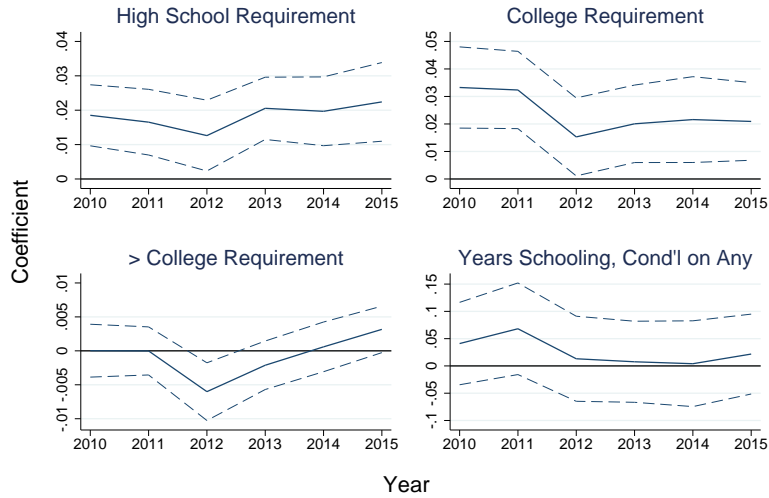 High School Requirement
College Requirement
.04
.03
.02
.01
0
2010 2011 2012 2013 2014 2015
.05
.04
.03
.02
.01
0
2010 2011 2012 2013 2014 2015
Coefficient
> College Requirement
Years Schooling, Cond'l on Any
.01
.005
0
-.005
-.01
2010 2011 2012 2013 2014 2015
.15
.1
.05
0
-.05
-.1
2010 2011 2012 2013 2014 2015
Year